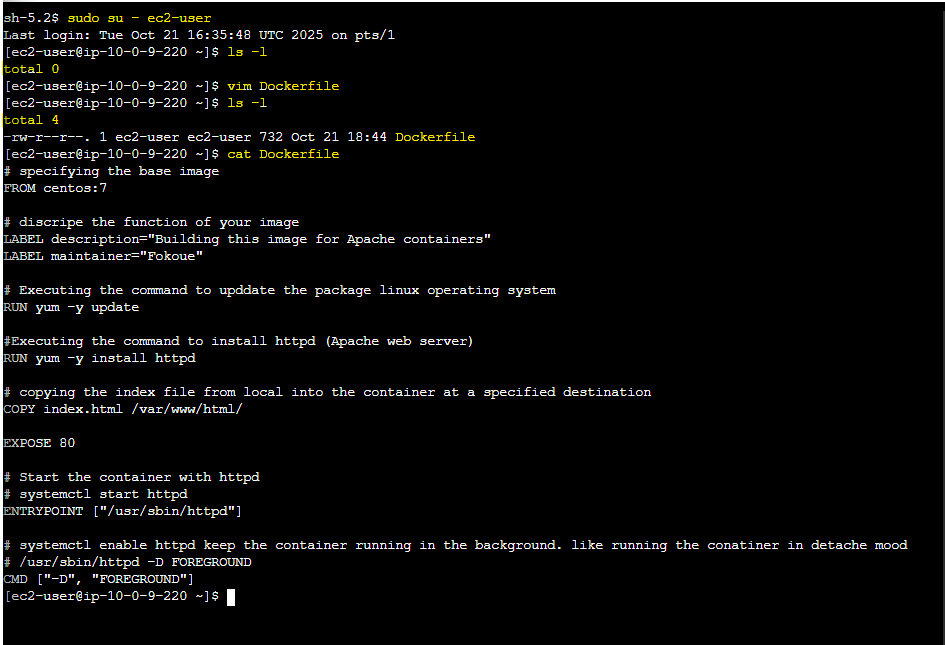 sh-5.2$ sudo su - ec2-user
Last login: Tue Oct 21 16:35:48 UTC 2025 on pts/1
[ec2-user@ip-10-0-9-220 ~]$ ls -l
total 0
[ec2-user@ip-10-0-9-220 ~]$ vim Dockerfile
[ec2-user@ip-10-0-9-220 ~]$ ls -l
total 4
-rw-r--r--. 1 ec2-user ec2-user 732 Oct 21 18:44 Dockerfile
[ec2-user@ip-10-0-9-220 ~]$ cat Dockerfile
# specifying the base image
FROM centos:7
# discripe the function of your image
LABEL description="Building this image for Apache containers"
LABEL maintainer="Fokoue"
# Executing the command to upddate the package linux operating system
RUN yum -y update
#Executing the command to install httpd (Apache web server)
RUN yum -y install httpd
# copying the index file from local into the container at a specified destination
COPY index.html /var/www/html/
EXPOSE 80
# Start the container with httpd
# systemctl start httpd
ENTRYPOINT ["/usr/sbin/httpd"]
# systemctl enable httpd keep the container running in the background. like running the conatiner in detache mood
# /usr/sbin/httpd -D FOREGROUND
CMD ["-D", "FOREGROUND"]
[ec2-user@ip-10-0-9-220 ~]$